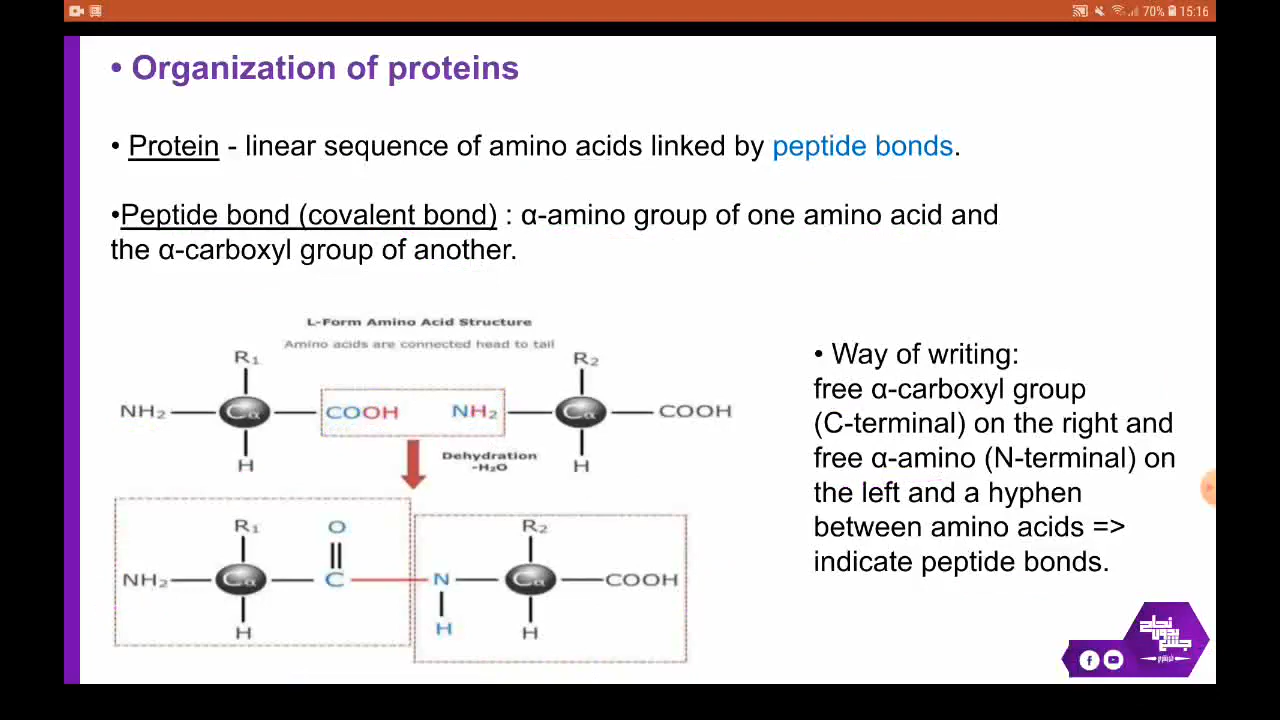 70% 15:16
• Organization of proteins
• Protein - linear sequence of amino acids linked by peptide bonds.
•Peptide bond (covalent bond) : α-amino group of one amino acid and
the α-carboxyl group of another.
L-Form Amino Acid Structure
Amino acids are connected head to tail
R₁ R₂
NH₂ Cα COOH NH₂ Cα COOH
H H
Dehydration
-H₂O
R₁ O R₂
NH₂ Cα C N Cα COOH
H H H
• Way of writing:
free α-carboxyl group
(C-terminal) on the right and
free α-amino (N-terminal) on
the left and a hyphen
between amino acids =>
indicate peptide bonds.